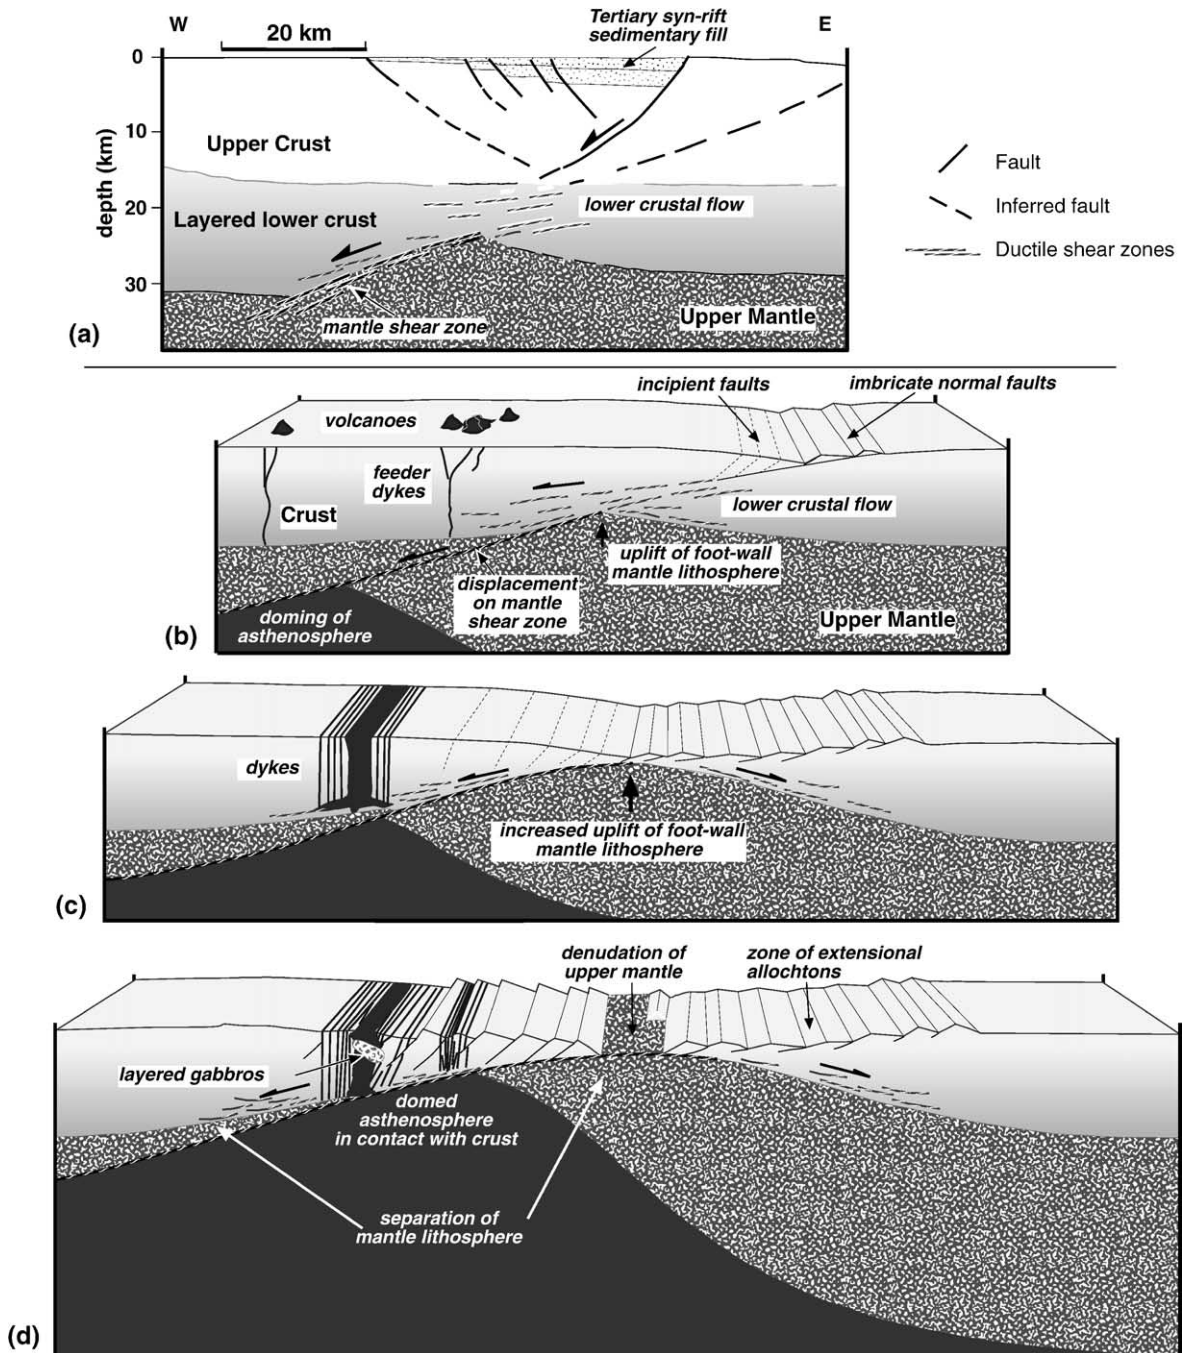 W
20 km
Tertiary syn-rift
sedimentary fill
E
0
10
20
30
depth (km)
Upper Crust
Layered lower crust
lower crustal flow
mantle shear zone
Upper Mantle
(a)
Fault
Inferred fault
Ductile shear zones
incipient faults
imbricate normal faults
volcanoes
feeder
dykes
Crust
lower crustal flow
uplift of foot-wall
mantle lithosphere
displacement
on mantle
shear zone
doming of
asthenosphere
Upper Mantle
(b)
dykes
increased uplift of foot-wall
mantle lithosphere
(c)
denudation of
upper mantle
zone of extensional
allochtons
layered gabbros
domed
asthenosphere
in contact with crust
separation of
mantle lithosphere
(d)